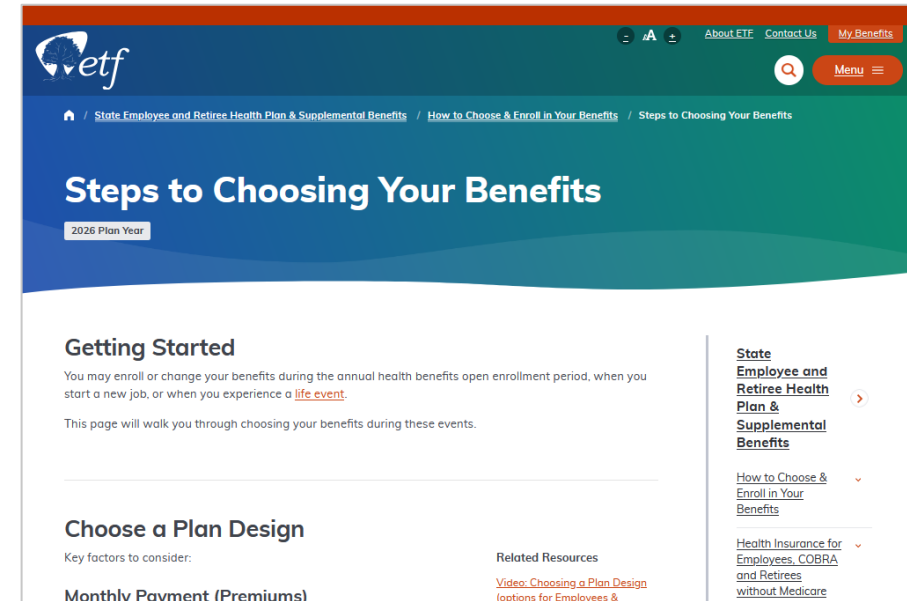 - AA +
About ETF Contact Us My Benefits
etf
Menu
/ State Employee and Retiree Health Plan & Supplemental Benefits / How to Choose & Enroll in Your Benefits / Steps to Choosing Your Benefits
Steps to Choosing Your Benefits
2026 Plan Year
Getting Started
You may enroll or change your benefits during the annual health benefits open enrollment period, when you
start a new job, or when you experience a life event.
This page will walk you through choosing your benefits during these events.
Choose a Plan Design
Key factors to consider:
Monthly Payment (Premiums)
Related Resources
Video: Choosing a Plan Design
(options for Employees &
State
Employee and
Retiree Health
Plan &
Supplemental
Benefits
How to Choose &
Enroll in Your
Benefits
Health Insurance for
Employees, COBRA
and Retirees
without Medicare